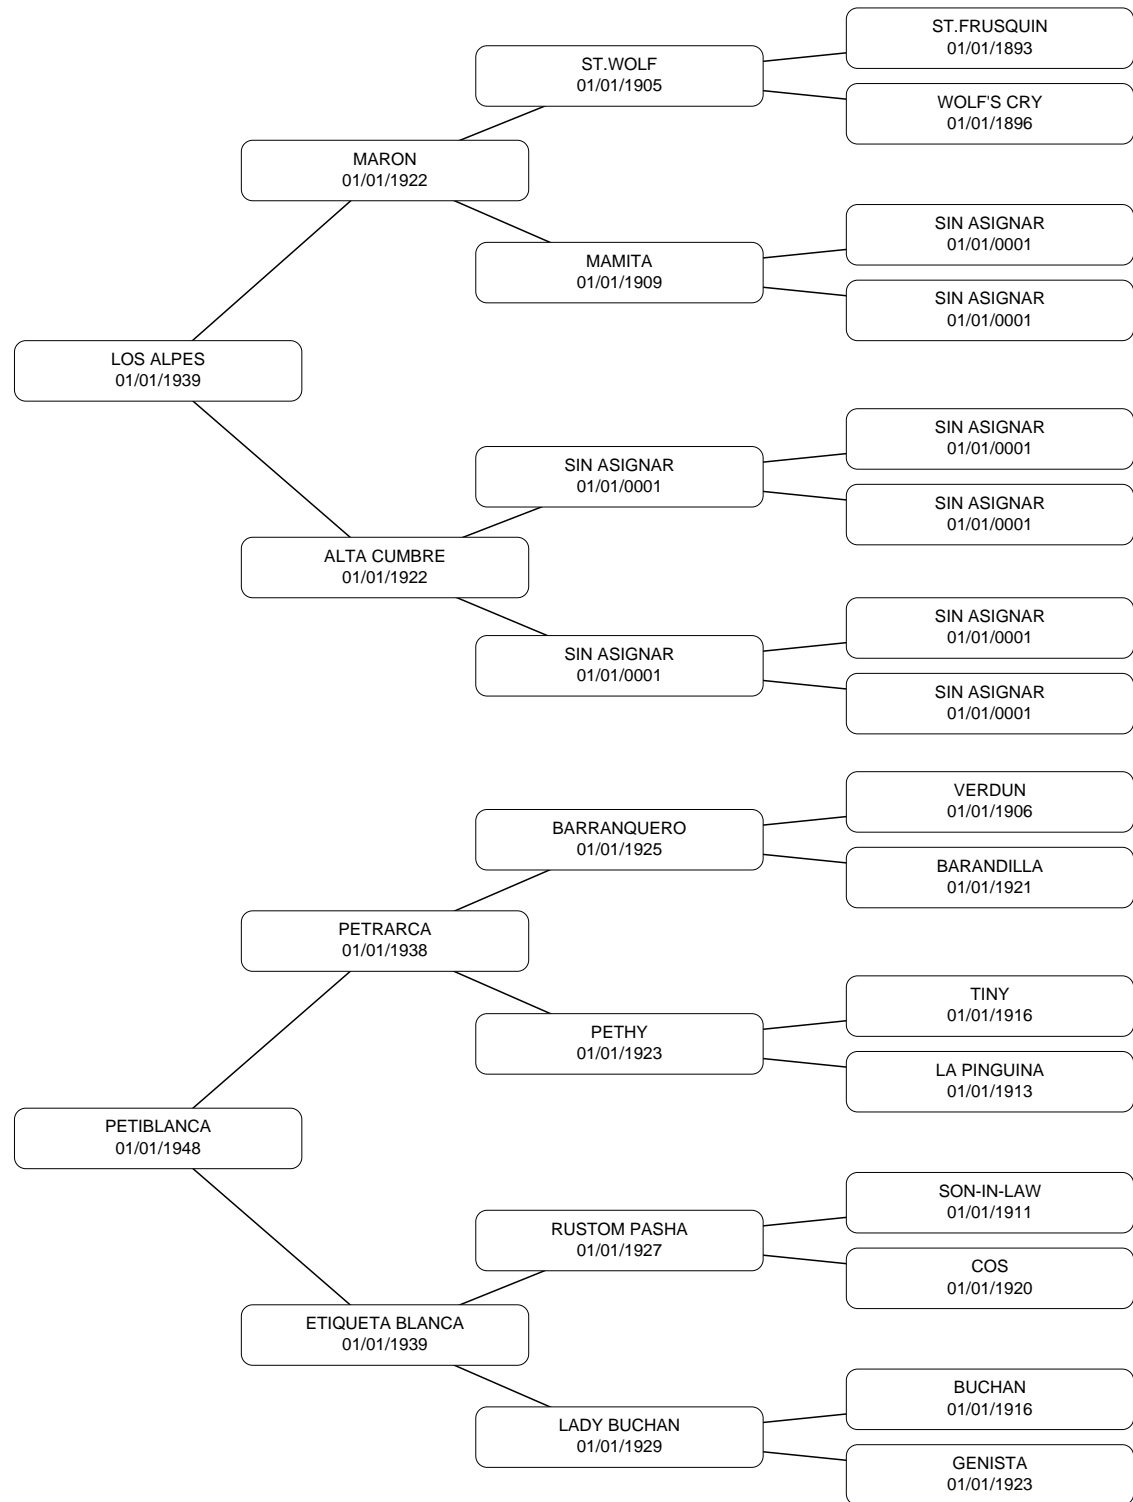 ST.FRUSQUIN
01/01/1893
ST.WOLF
01/01/1905
WOLF'S CRY
01/01/1896
MARON
01/01/1922
SIN ASIGNAR
01/01/0001
MAMITA
01/01/1909
SIN ASIGNAR
01/01/0001
LOS ALPES
01/01/1939
SIN ASIGNAR
01/01/0001
SIN ASIGNAR
01/01/0001
SIN ASIGNAR
01/01/0001
ALTA CUMBRE
01/01/1922
SIN ASIGNAR
01/01/0001
SIN ASIGNAR
01/01/0001
SIN ASIGNAR
01/01/0001
VERDUN
01/01/1906
BARRANQUERO
01/01/1925
BARANDILLA
01/01/1921
PETRARCA
01/01/1938
TINY
01/01/1916
PETHY
01/01/1923
LA PINGUINA
01/01/1913
PETIBLANCA
01/01/1948
SON-IN-LAW
01/01/1911
RUSTOM PASHA
01/01/1927
COS
01/01/1920
ETIQUETA BLANCA
01/01/1939
BUCHAN
01/01/1916
LADY BUCHAN
01/01/1929
GENISTA
01/01/1923